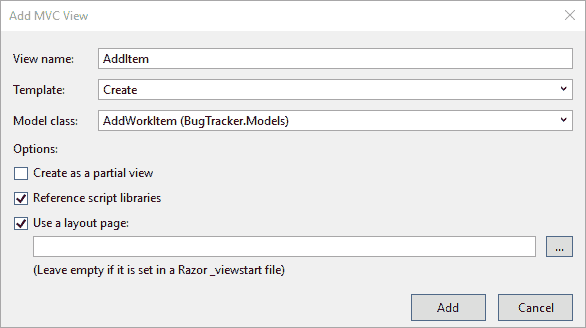 Add MVC View
View name: AddItem
Template: Create
Model class: AddWorkItem (BugTracker.Models)
Options:
Create as a partial view
Reference script libraries
Use a layout page:
...
(Leave empty if it is set in a Razor _viewstart file)
Add Cancel